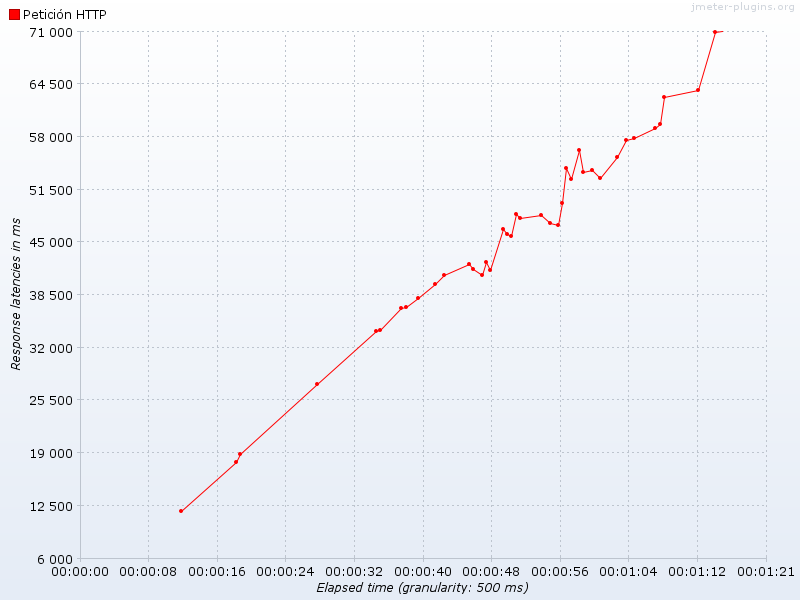 jmeter-plugins.org
Petición HTTP
71 000
64 500
58 000
51 500
45 000
38 500
32 000
25 500
19 000
12 500
6 000
Response latencies in ms
00:00:00 00:00:08 00:00:16 00:00:24 00:00:32 00:00:40 00:00:48 00:00:56 00:01:04 00:01:12 00:01:21
Elapsed time (granularity: 500 ms)